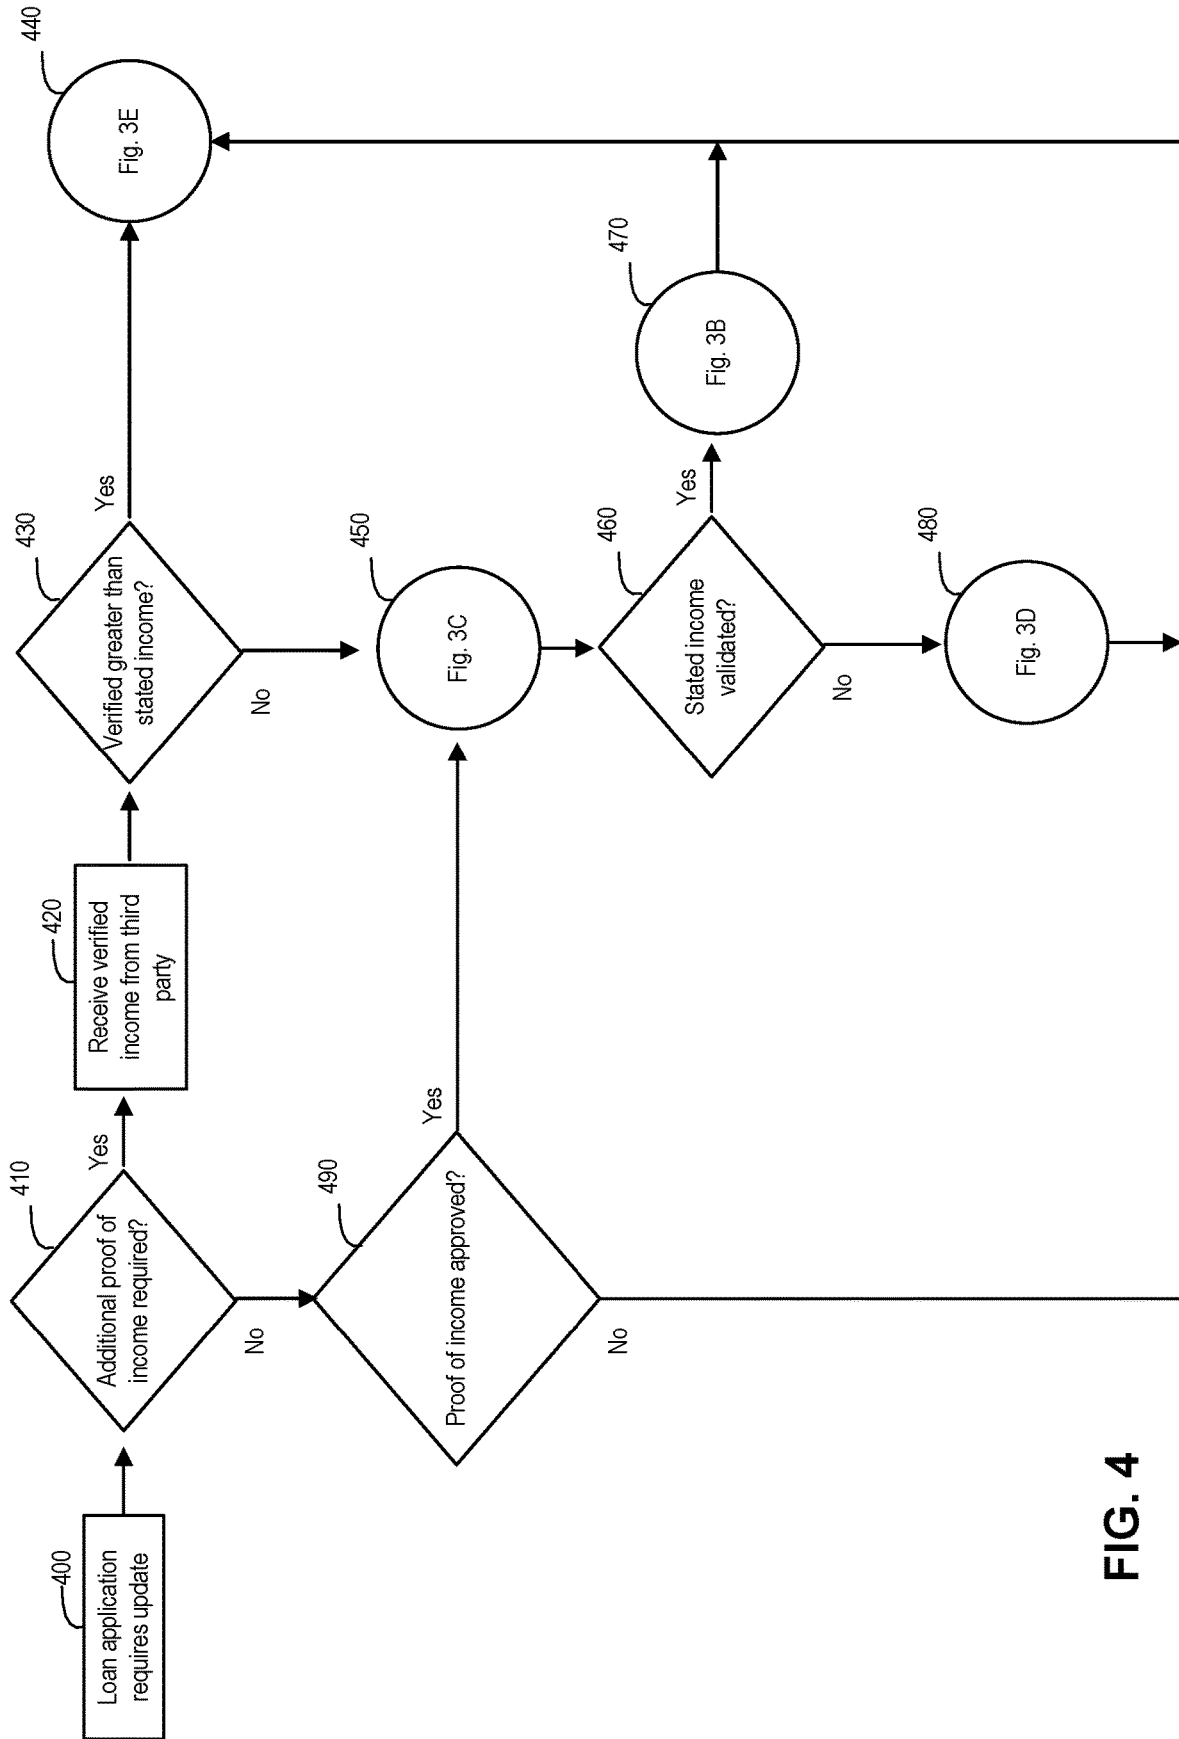 400
Loan application
requires update
410
Additional proof of
income required?
Yes
No
420
Receive verified
income from third
party
430
Verified greater than
stated income?
Yes
No
440
Fig. 3E
490
Proof of income approved?
Yes
No
450
Fig. 3C
460
Stated income
validated?
Yes
No
470
Fig. 3B
480
Fig. 3D
FIG. 4